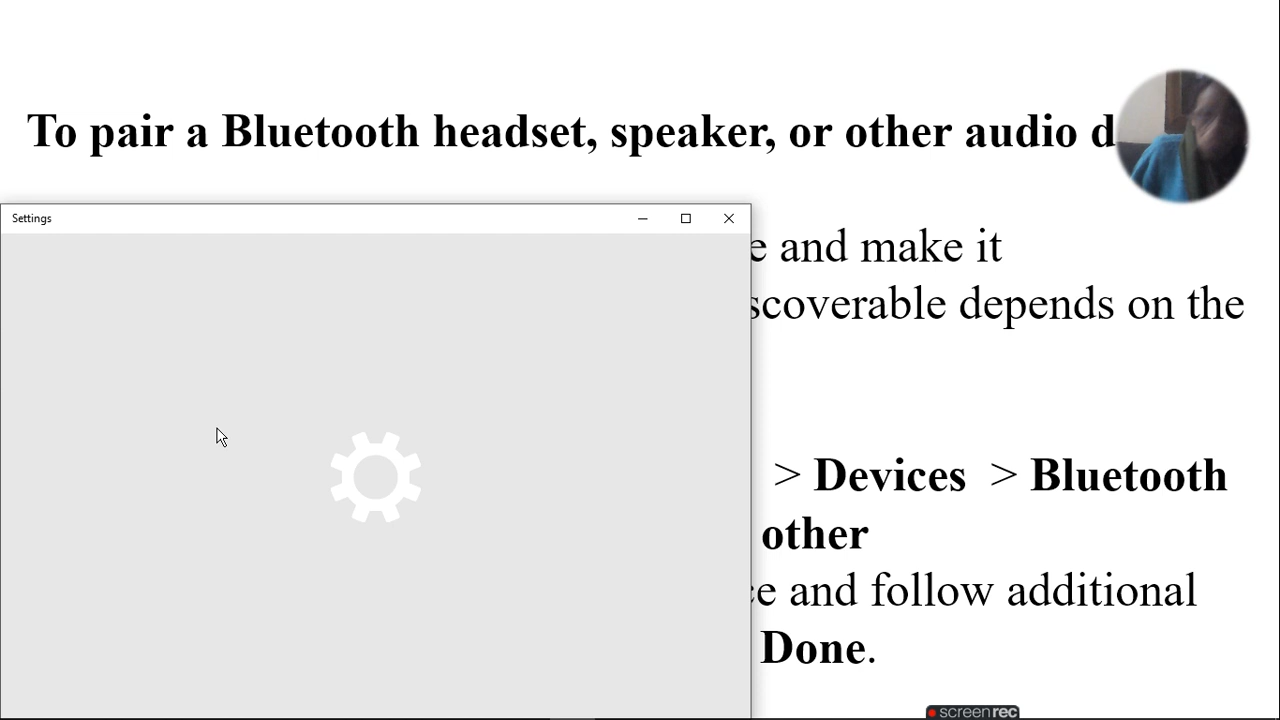 To pair a Bluetooth headset, speaker, or other audio d
Settings
e and make it
scoverable depends on the
> Devices > Bluetooth
other
ce and follow additional
Done.
screenrec